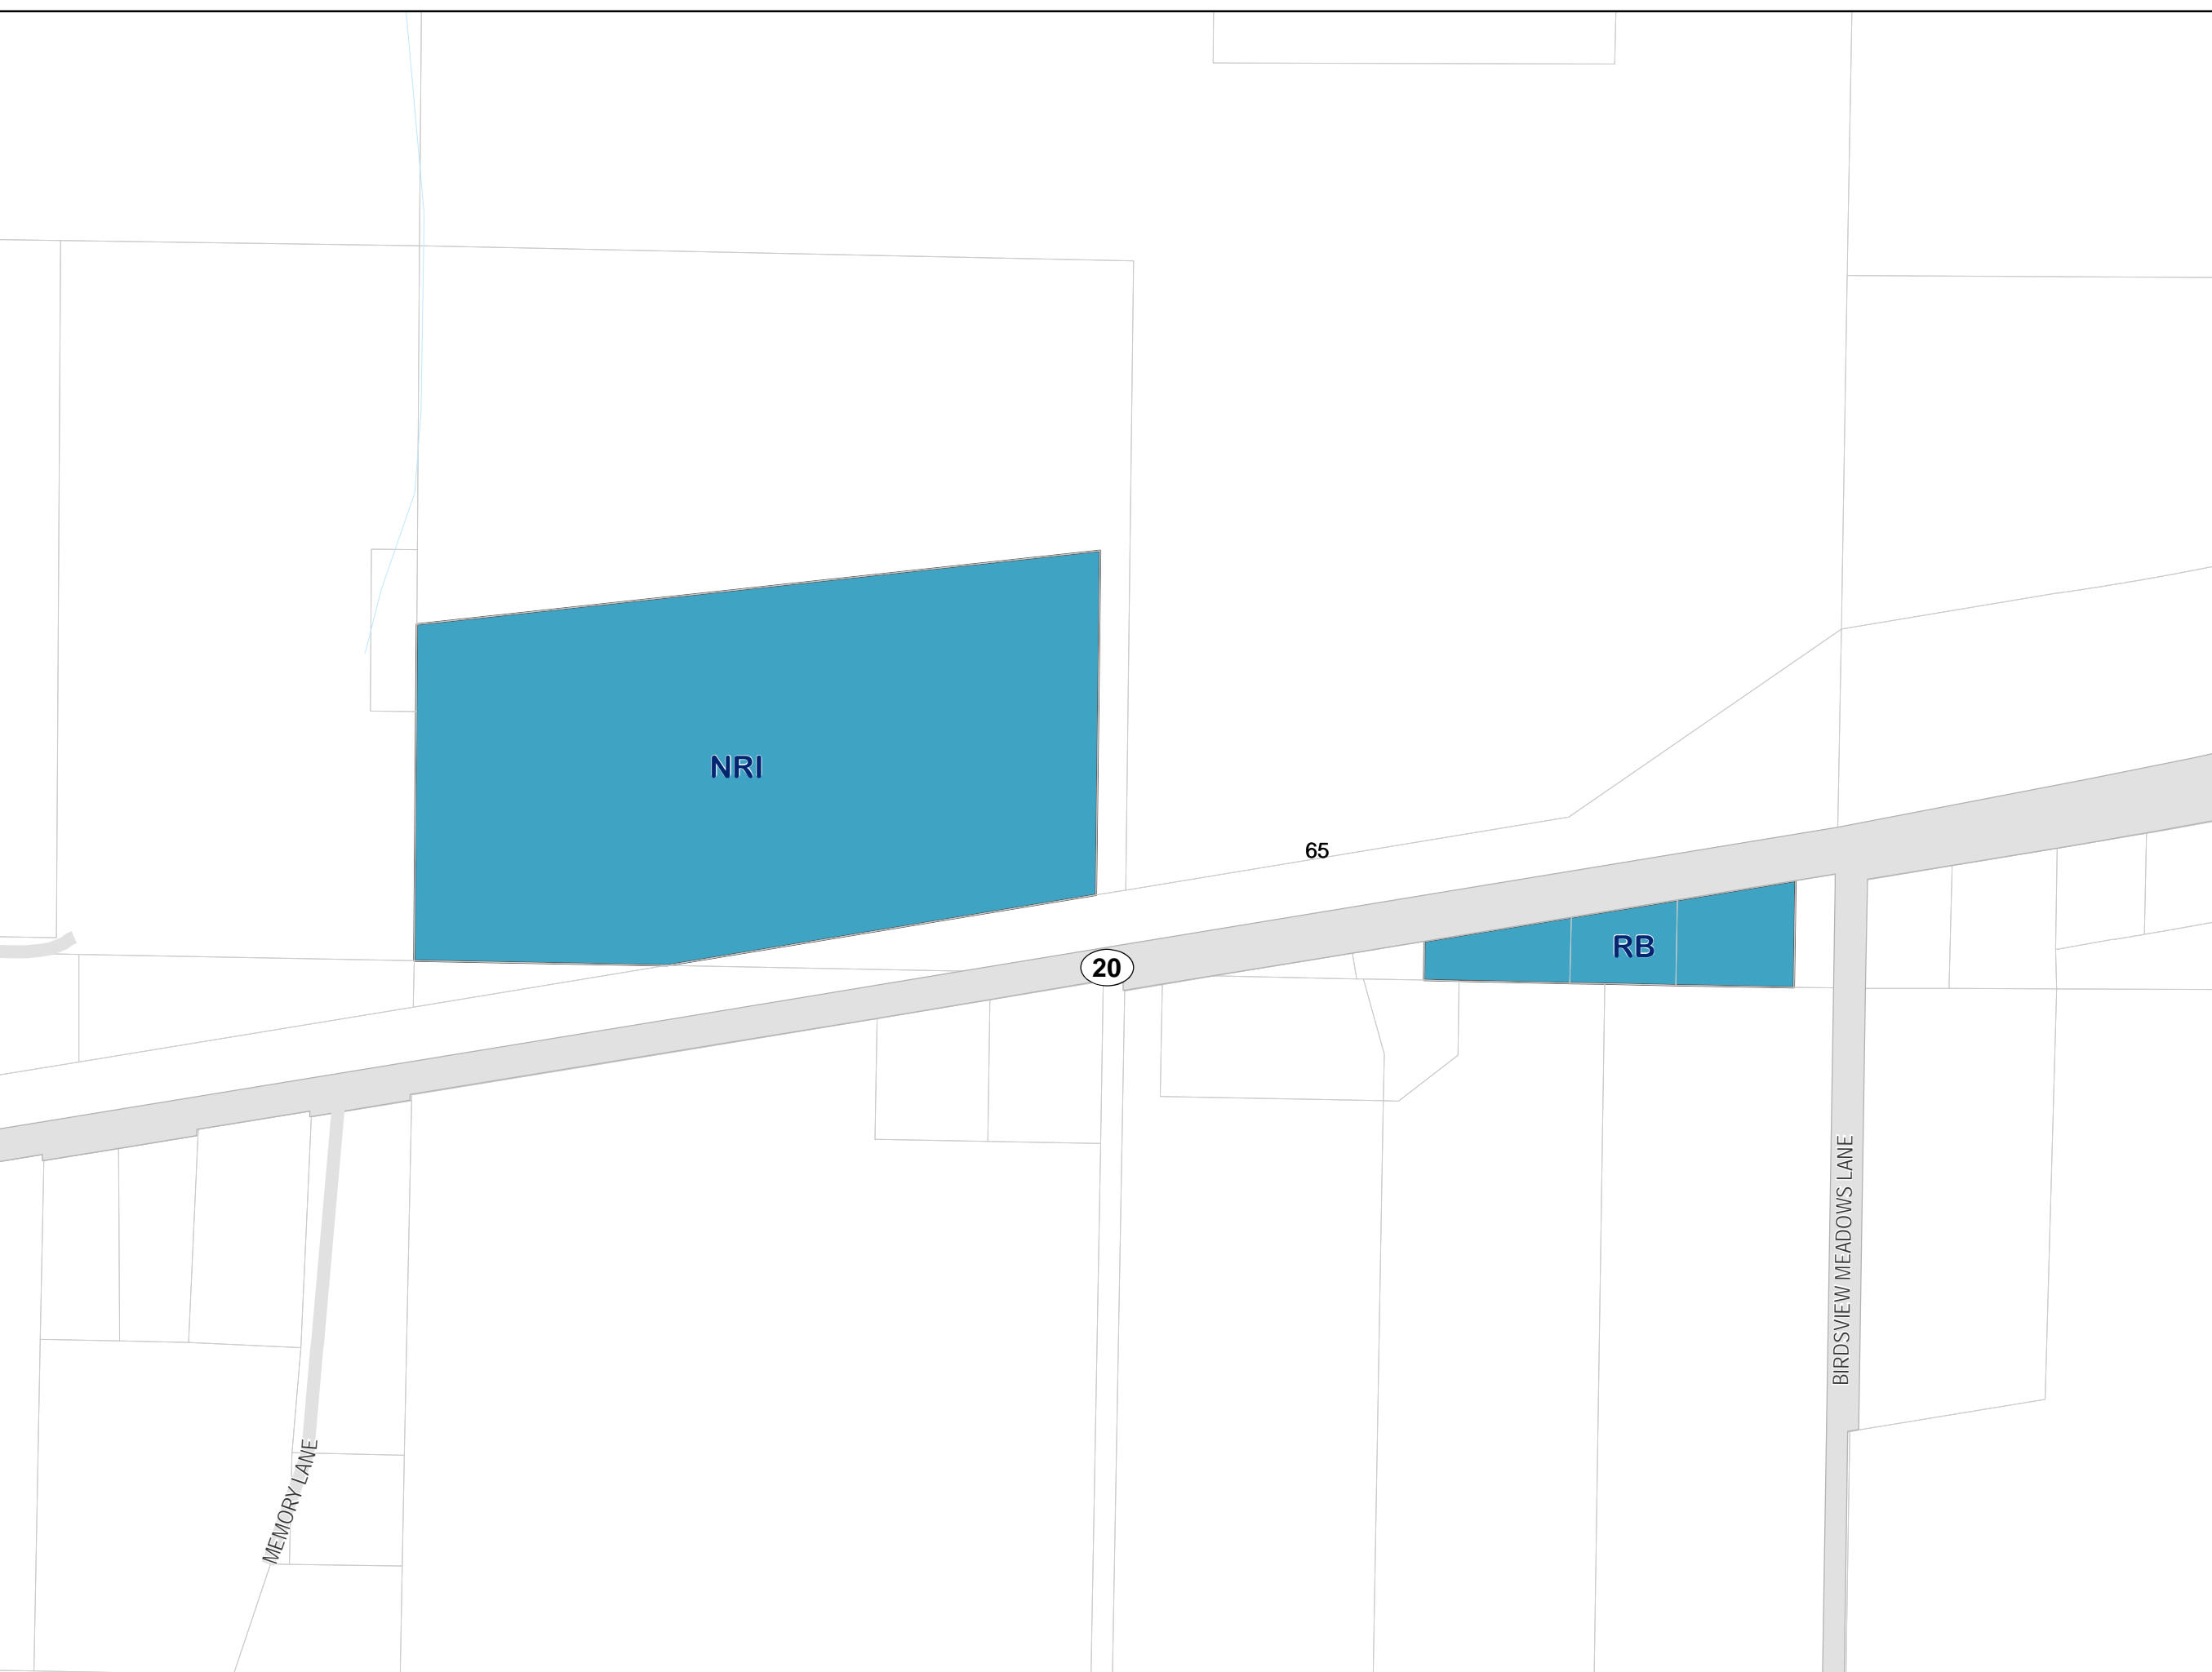 NRI
65
RB
20
BIRDSVIEW MEADOWS LANE
MEMORY LANE